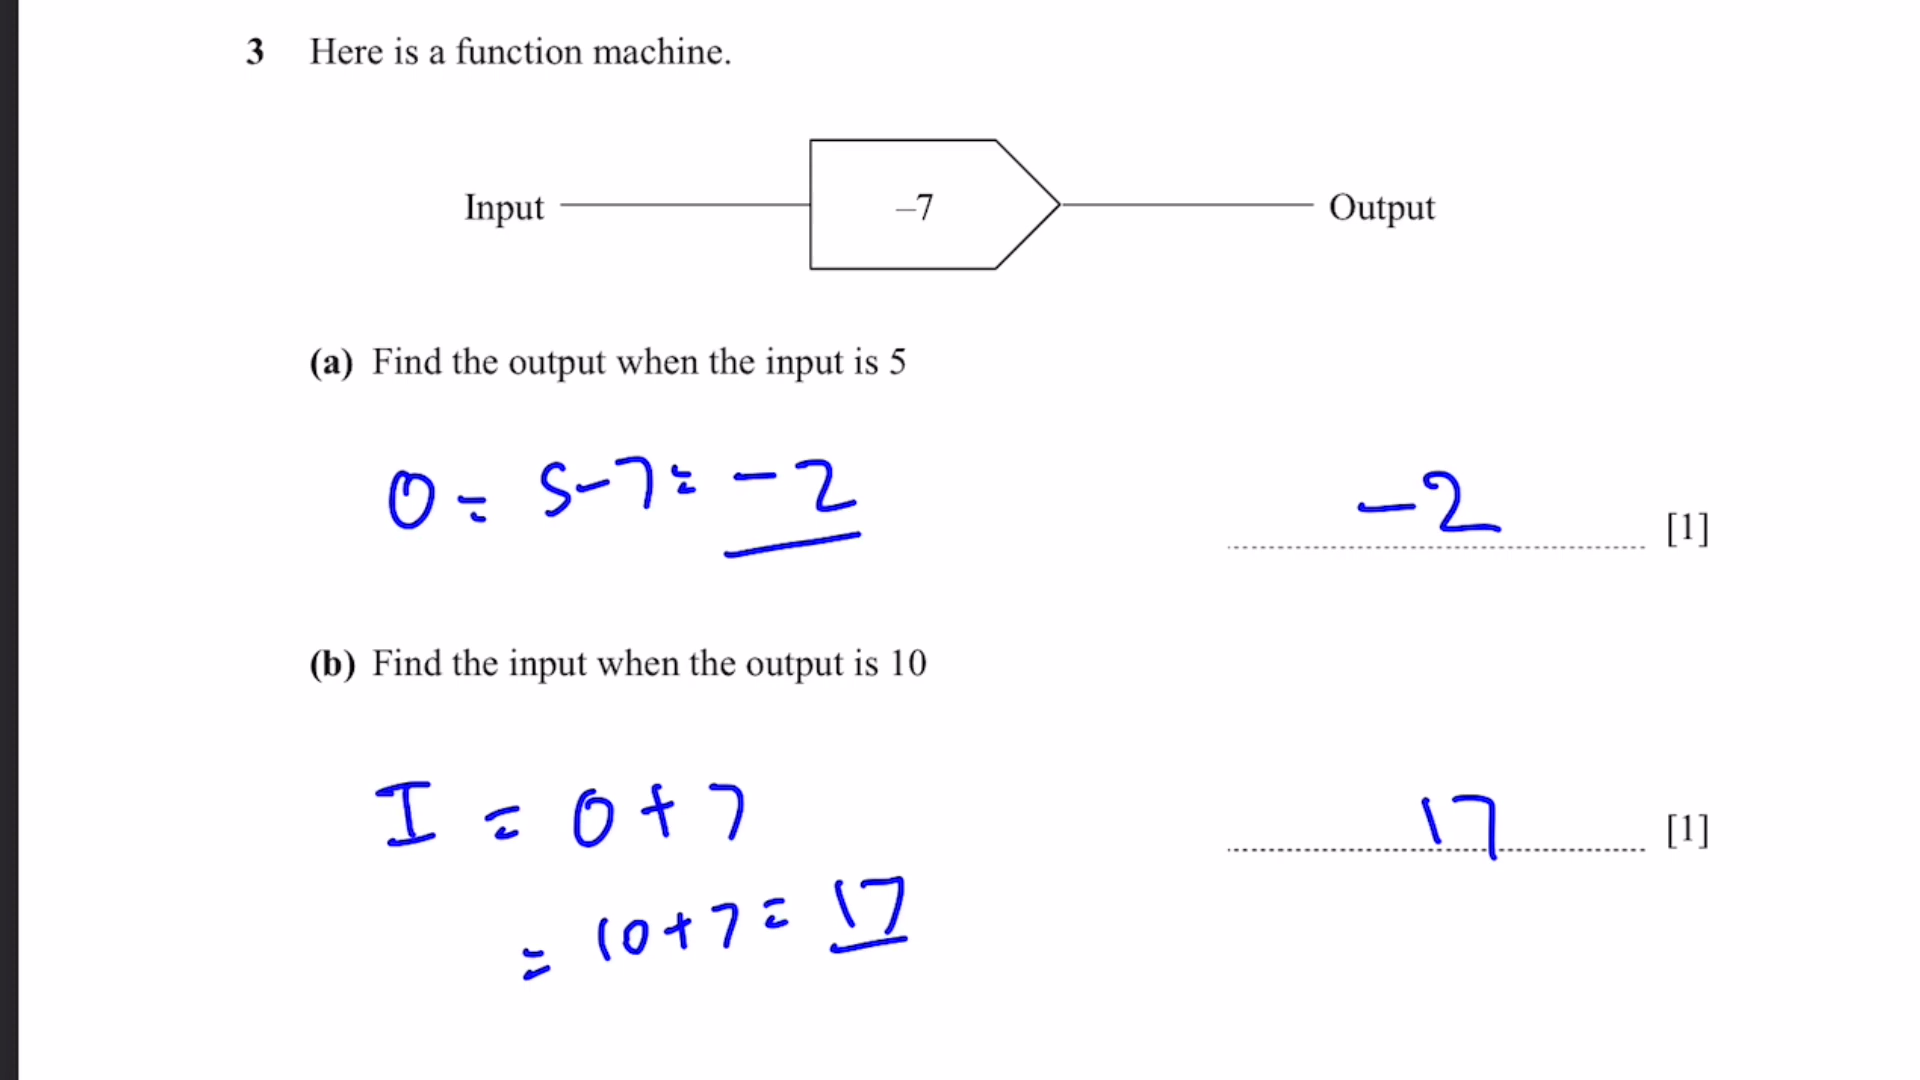 3 Here is a function machine.
Input –7 Output
(a) Find the output when the input is 5
O = 5-7 = -2
-2 [1]
(b) Find the input when the output is 10
I = O + 7
17 [1]
= 10+7 = 17